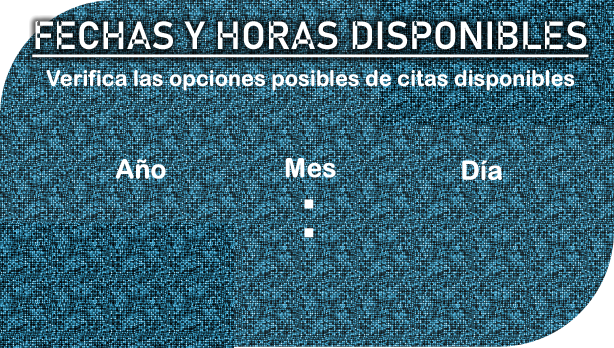 FECHAS Y HORAS DISPONIBLES
Verifica las opciones posibles de citas disponibles
Año Mes Día
: